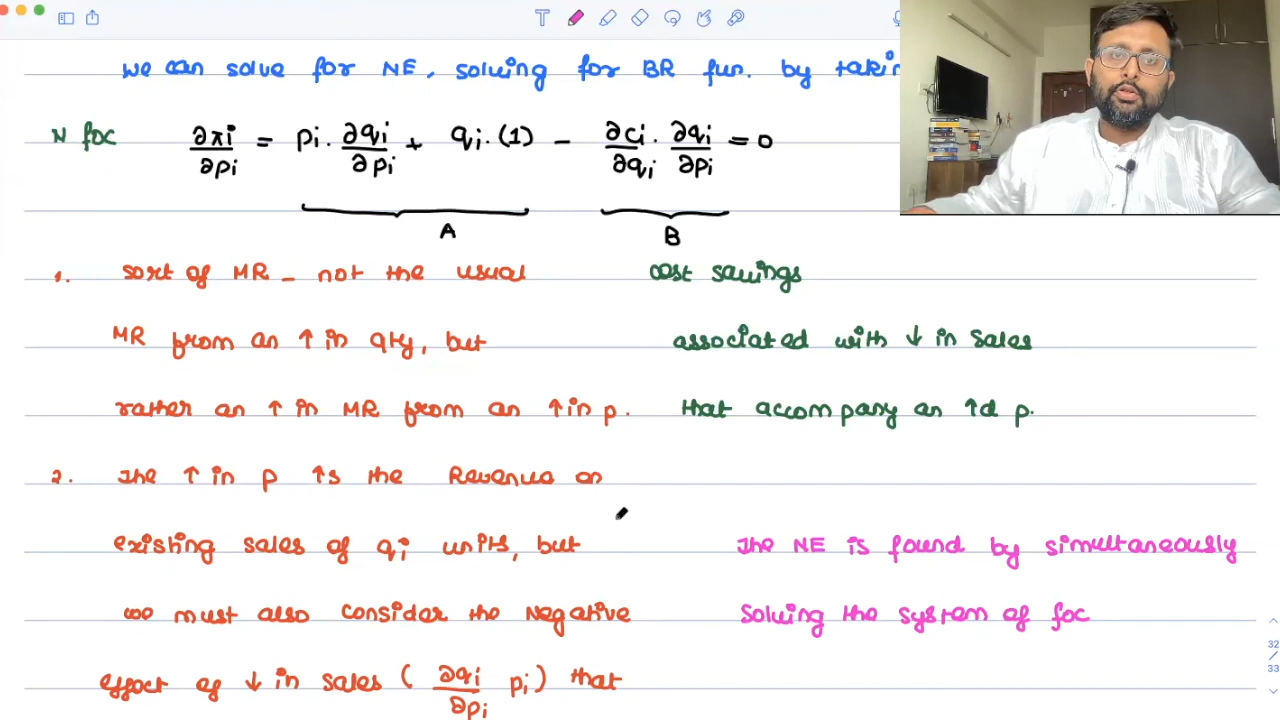 We can solve for NE, solving for BR fun. by takin
N foc ∂πi/∂pi = pi . ∂qi/∂pi + qi . (1) – ∂ci/∂qi . ∂qi/∂pi = 0
A
B
1. sort of MR – not the usual
MR from an ↑ in qty, but
rather an ↑ in MR from an ↑ in p.
cost savings
associated with ↓ in sales
that accompany an ↑d p.
2. The ↑ in p ↑s the Revenue on
existing sales of qi units, but
we must also consider the Negative
effect of ↓ in sales ( ∂qi/∂pi pi ) that
The NE is found by simultaneously
solving the system of foc
32
/
33